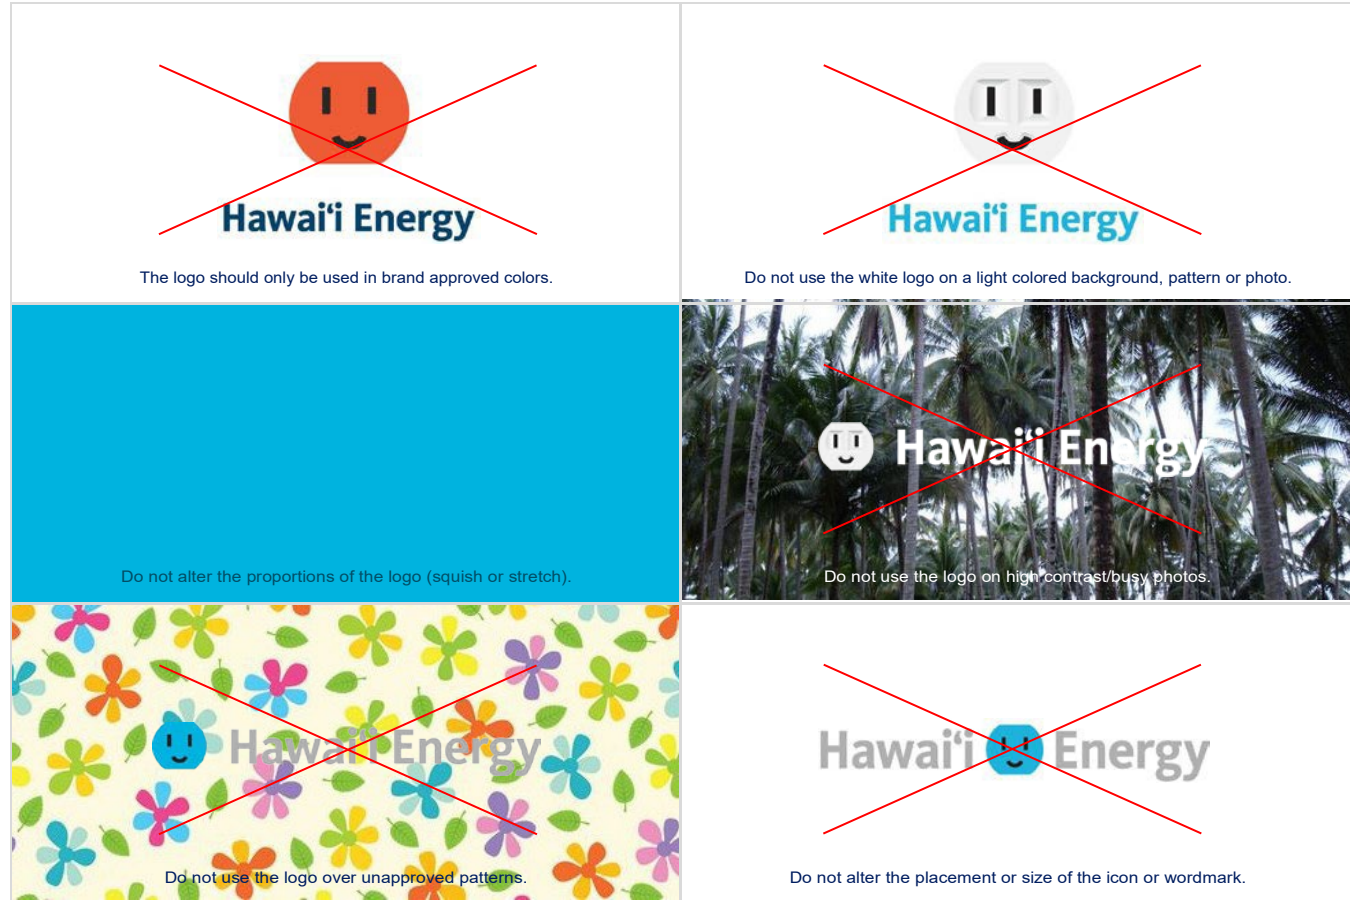 Hawai‘i Energy
The logo should only be used in brand approved colors.
Hawai‘i Energy
Do not use the white logo on a light colored background, pattern or photo.
Do not alter the proportions of the logo (squish or stretch).
Hawai‘i Energy
Do not use the logo on high contrast/busy photos.
Hawai‘i Energy
Do not use the logo over unapproved patterns.
Hawai‘i Energy
Do not alter the placement or size of the icon or wordmark.